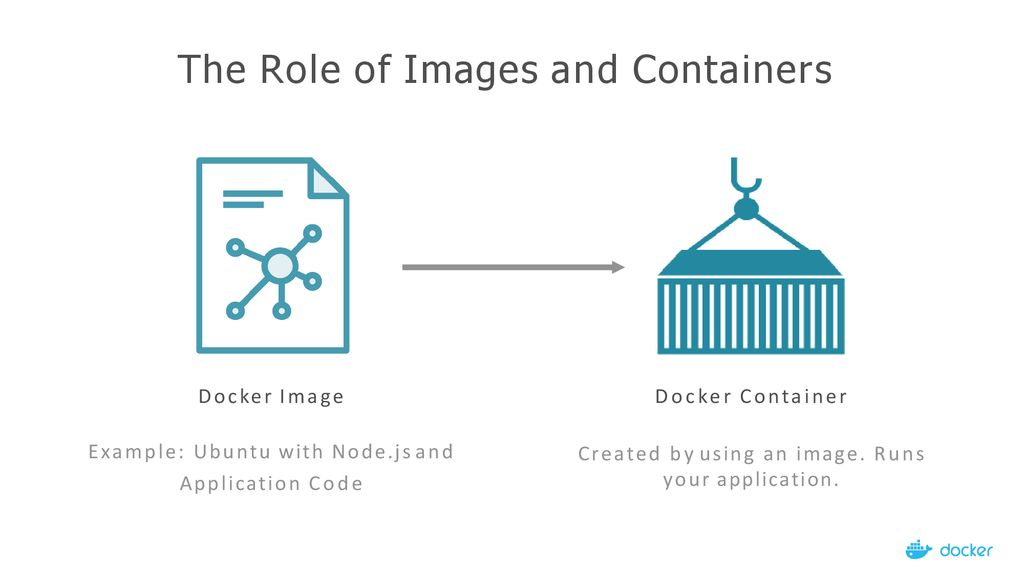 The Role of Images and Containers
Docker Image
Docker Container
Example: Ubuntu with Node.js and
Application Code
Created by using an image. Runs
your application.
docker